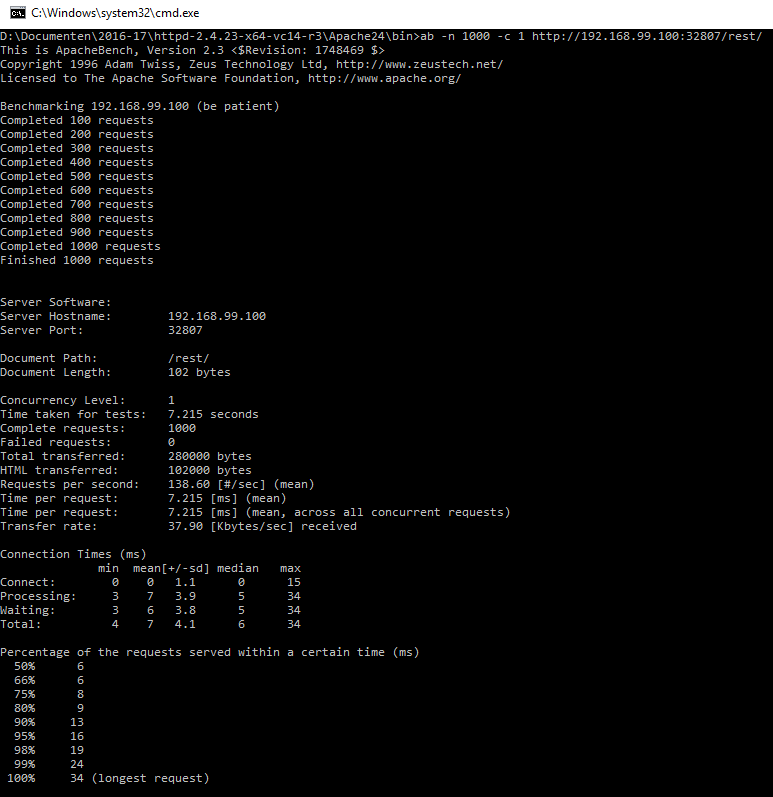 C:\Windows\system32\cmd.exe
D:\Documenten\2016-17\httpd-2.4.23-x64-vc14-r3\Apache24\bin>ab -n 1000 -c 1 http://192.168.99.100:32807/rest/
This is ApacheBench, Version 2.3 <$Revision: 1748469 $>
Copyright 1996 Adam Twiss, Zeus Technology Ltd, http://www.zeustech.net/
Licensed to The Apache Software Foundation, http://www.apache.org/

Benchmarking 192.168.99.100 (be patient)
Completed 100 requests
Completed 200 requests
Completed 300 requests
Completed 400 requests
Completed 500 requests
Completed 600 requests
Completed 700 requests
Completed 800 requests
Completed 900 requests
Completed 1000 requests
Finished 1000 requests

Server Software:
Server Hostname:        192.168.99.100
Server Port:            32807

Document Path:          /rest/
Document Length:        102 bytes

Concurrency Level:      1
Time taken for tests:   7.215 seconds
Complete requests:      1000
Failed requests:        0
Total transferred:      280000 bytes
HTML transferred:       102000 bytes
Requests per second:    138.60 [#/sec] (mean)
Time per request:       7.215 [ms] (mean)
Time per request:       7.215 [ms] (mean, across all concurrent requests)
Transfer rate:          37.90 [Kbytes/sec] received

Connection Times (ms)
              min  mean[+/-sd] median   max
Connect:        0    0   1.1      0      15
Processing:     3    7   3.9      5      34
Waiting:        3    6   3.8      5      34
Total:          4    7   4.1      6      34

Percentage of the requests served within a certain time (ms)
  50%      6
  66%      6
  75%      8
  80%      9
  90%     13
  95%     16
  98%     19
  99%     24
 100%     34 (longest request)